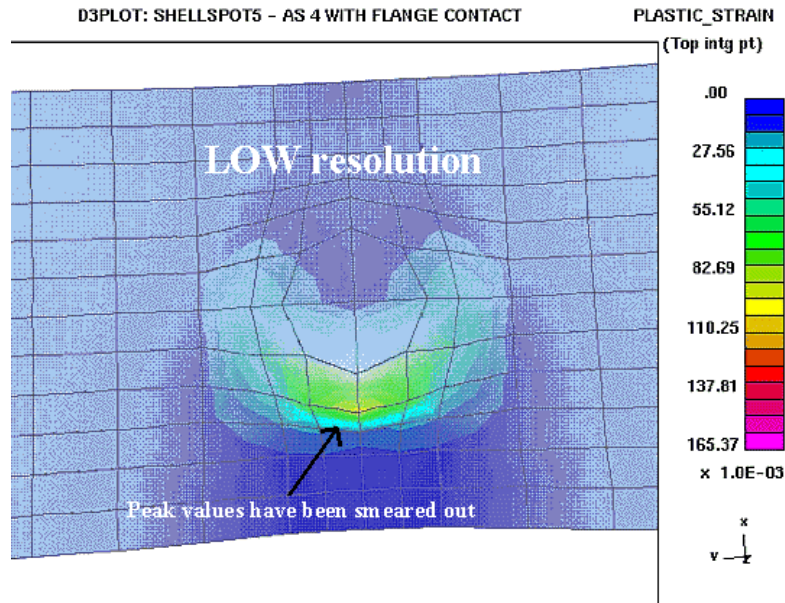 D3PLOT: SHELLSPOT5 - AS 4 WITH FLANGE CONTACT
PLASTIC_STRAIN
(Top intg pt)
.00
27.56
55.12
82.69
110.25
137.81
165.37
x 1.0E-03
LOW resolution
Peak values have been smeared out
X
Y
Z